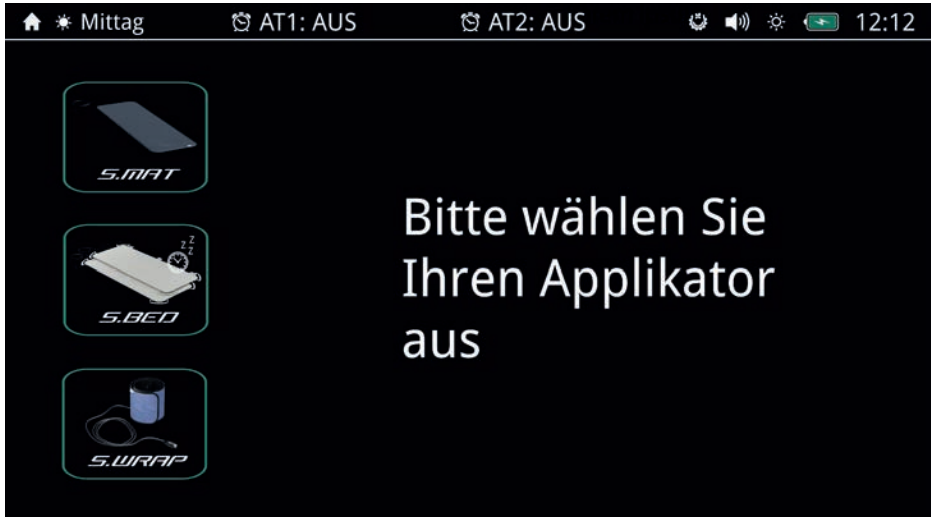 Mittag AT1: AUS AT2: AUS 12:12
S.MAT
z z z
S.BED
S.WRAP
Bitte wählen Sie
Ihren Applikator
aus